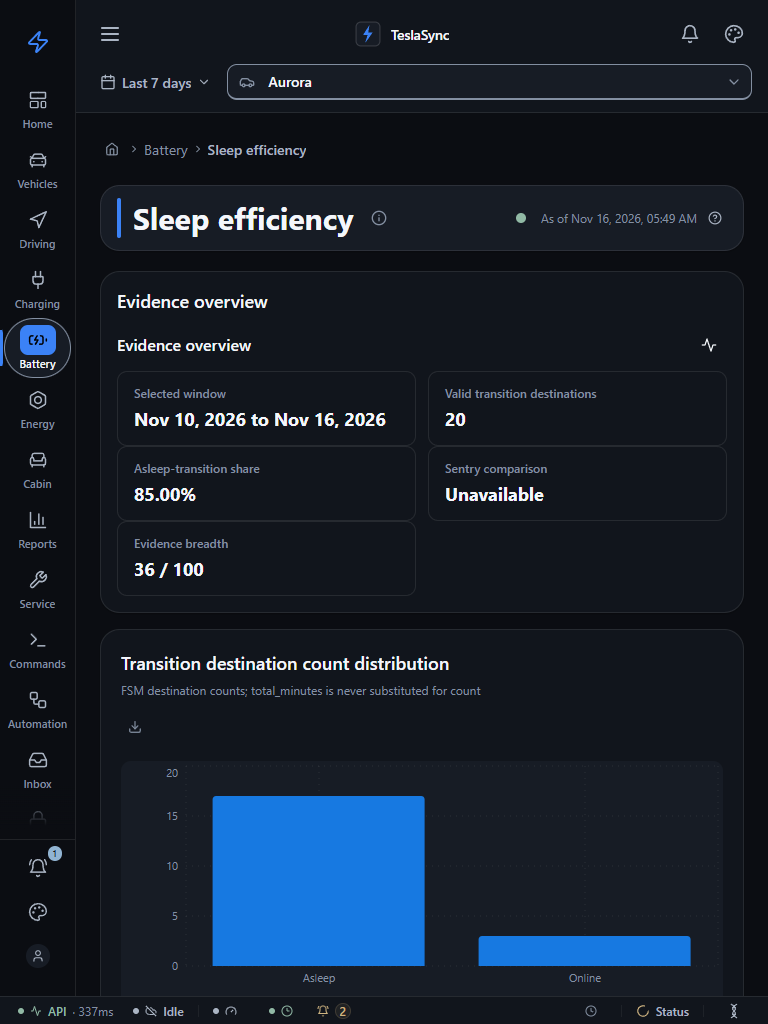 TeslaSync
Last 7 days
Aurora
Home
Vehicles
Driving
Charging
Battery
Energy
Cabin
Reports
Service
Commands
Automation
Inbox
1
Battery
Sleep efficiency
Sleep efficiency
As of Nov 16, 2026, 05:49 AM
Evidence overview
Evidence overview
Selected window
Nov 10, 2026 to Nov 16, 2026
Valid transition destinations
20
Asleep-transition share
85.00%
Sentry comparison
Unavailable
Evidence breadth
36 / 100
Transition destination count distribution
FSM destination counts; total_minutes is never substituted for count
20
15
10
5
0
Asleep
Online
API · 337ms
Idle
2
Status